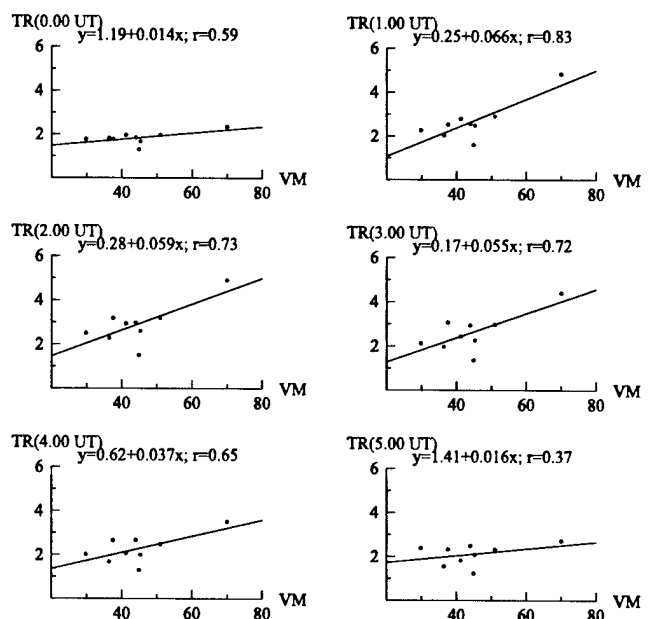 TR(0.00 UT)
y=1.19+0.014x; r=0.59
6
4
2
40 60 80 VM
TR(1.00 UT)
y=0.25+0.066x; r=0.83
6
4
2
40 60 80 VM
TR(2.00 UT)
y=0.28+0.059x; r=0.73
6
4
2
40 60 80 VM
TR(3.00 UT)
y=0.17+0.055x; r=0.72
6
4
2
40 60 80 VM
TR(4.00 UT)
y=0.62+0.037x; r=0.65
6
4
2
40 60 80 VM
TR(5.00 UT)
y=1.41+0.016x; r=0.37
6
4
2
40 60 80 VM